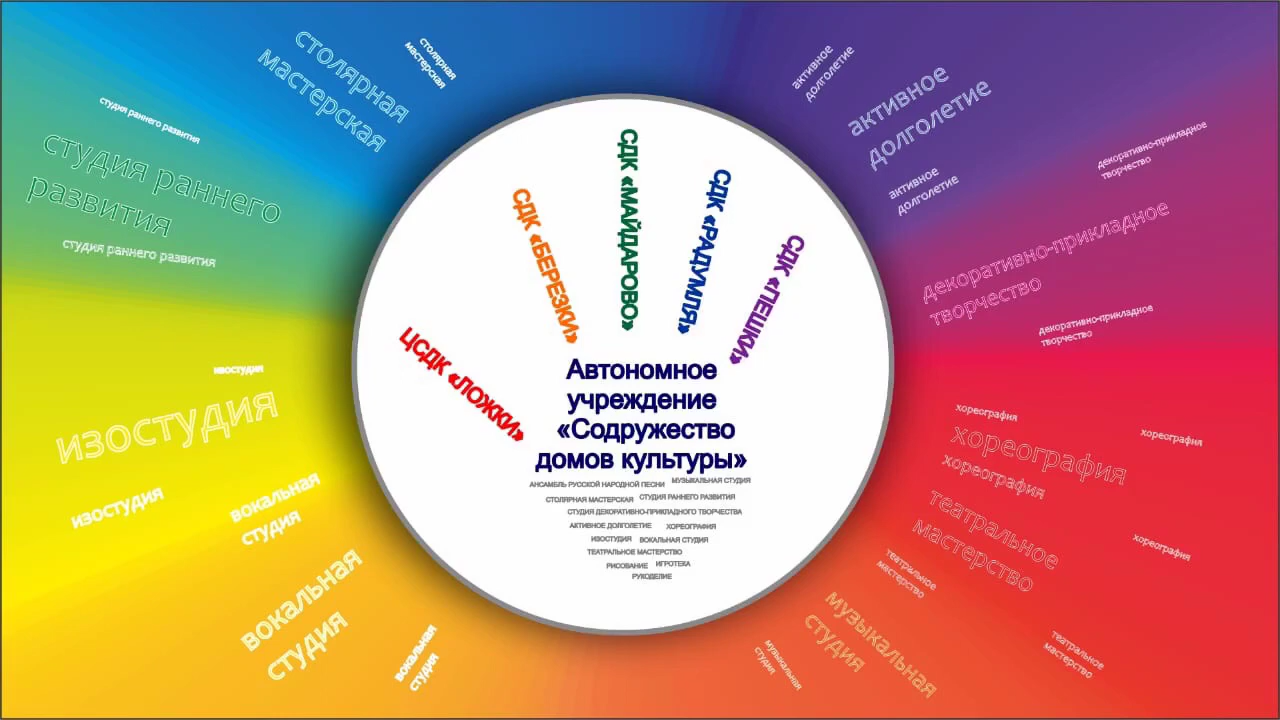 столярная
мастерская
столярная
мастерская
студия раннего развития
студия раннего
развития
студия раннего развития
изостудия
изостудия
изостудия
вокальная
студия
вокальная
студия
вокальная
студия
ЦСДК «ЛОЖКИ»
СДК «БЕРЕЗКИ»
СДК «МАЙДАРОВО»
СДК «РАДУМЛЯ»
СДК «ПЕШКИ»
Автономное
учреждение
«Содружество
домов культуры»
АНСАМБЛЬ РУССКОЙ НАРОДНОЙ ПЕСНИ МУЗЫКАЛЬНАЯ СТУДИЯ
СТОЛЯРНАЯ МАСТЕРСКАЯ СТУДИЯ РАННЕГО РАЗВИТИЯ
СТУДИЯ ДЕКОРАТИВНО-ПРИКЛАДНОГО ТВОРЧЕСТВА
АКТИВНОЕ ДОЛГОЛЕТИЕ ХОРЕОГРАФИЯ
ИЗОСТУДИЯ ВОКАЛЬНАЯ СТУДИЯ
ТЕАТРАЛЬНОЕ МАСТЕРСТВО
РИСОВАНИЕ ИГРОТЕКА
РУКОДЕЛИЕ
активное
долголетие
активное
долголетие
активное
долголетие
декоративно-прикладное
творчество
декоративно-прикладное
творчество
декоративно-прикладное
творчество
хореография
хореография
хореография
хореография
театральное
мастерство
хореография
театральное
мастерство
музыкальная
студия
театральное
мастерство
музыкальная
студия